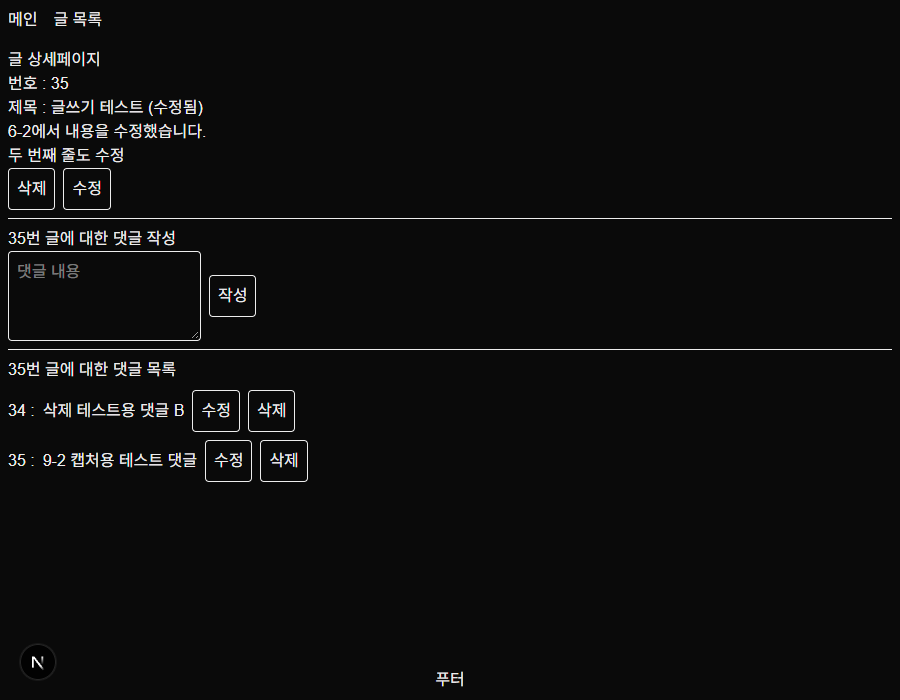 메인 글 목록
글 상세페이지
번호 : 35
제목 : 글쓰기 테스트 (수정됨)
6-2에서 내용을 수정했습니다.
두 번째 줄도 수정
삭제 수정
35번 글에 대한 댓글 작성
댓글 내용
작성
35번 글에 대한 댓글 목록
34 : 삭제 테스트용 댓글 B 수정 삭제
35 : 9-2 캡처용 테스트 댓글 수정 삭제
N
푸터